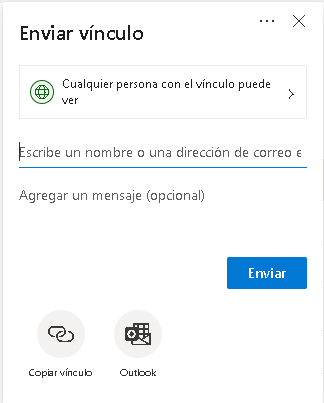 Enviar vínculo
Cualquier persona con el vínculo puede
ver
Escribe un nombre o una dirección de correo e
Agregar un mensaje (opcional)
Enviar
Copiar vínculo
Outlook